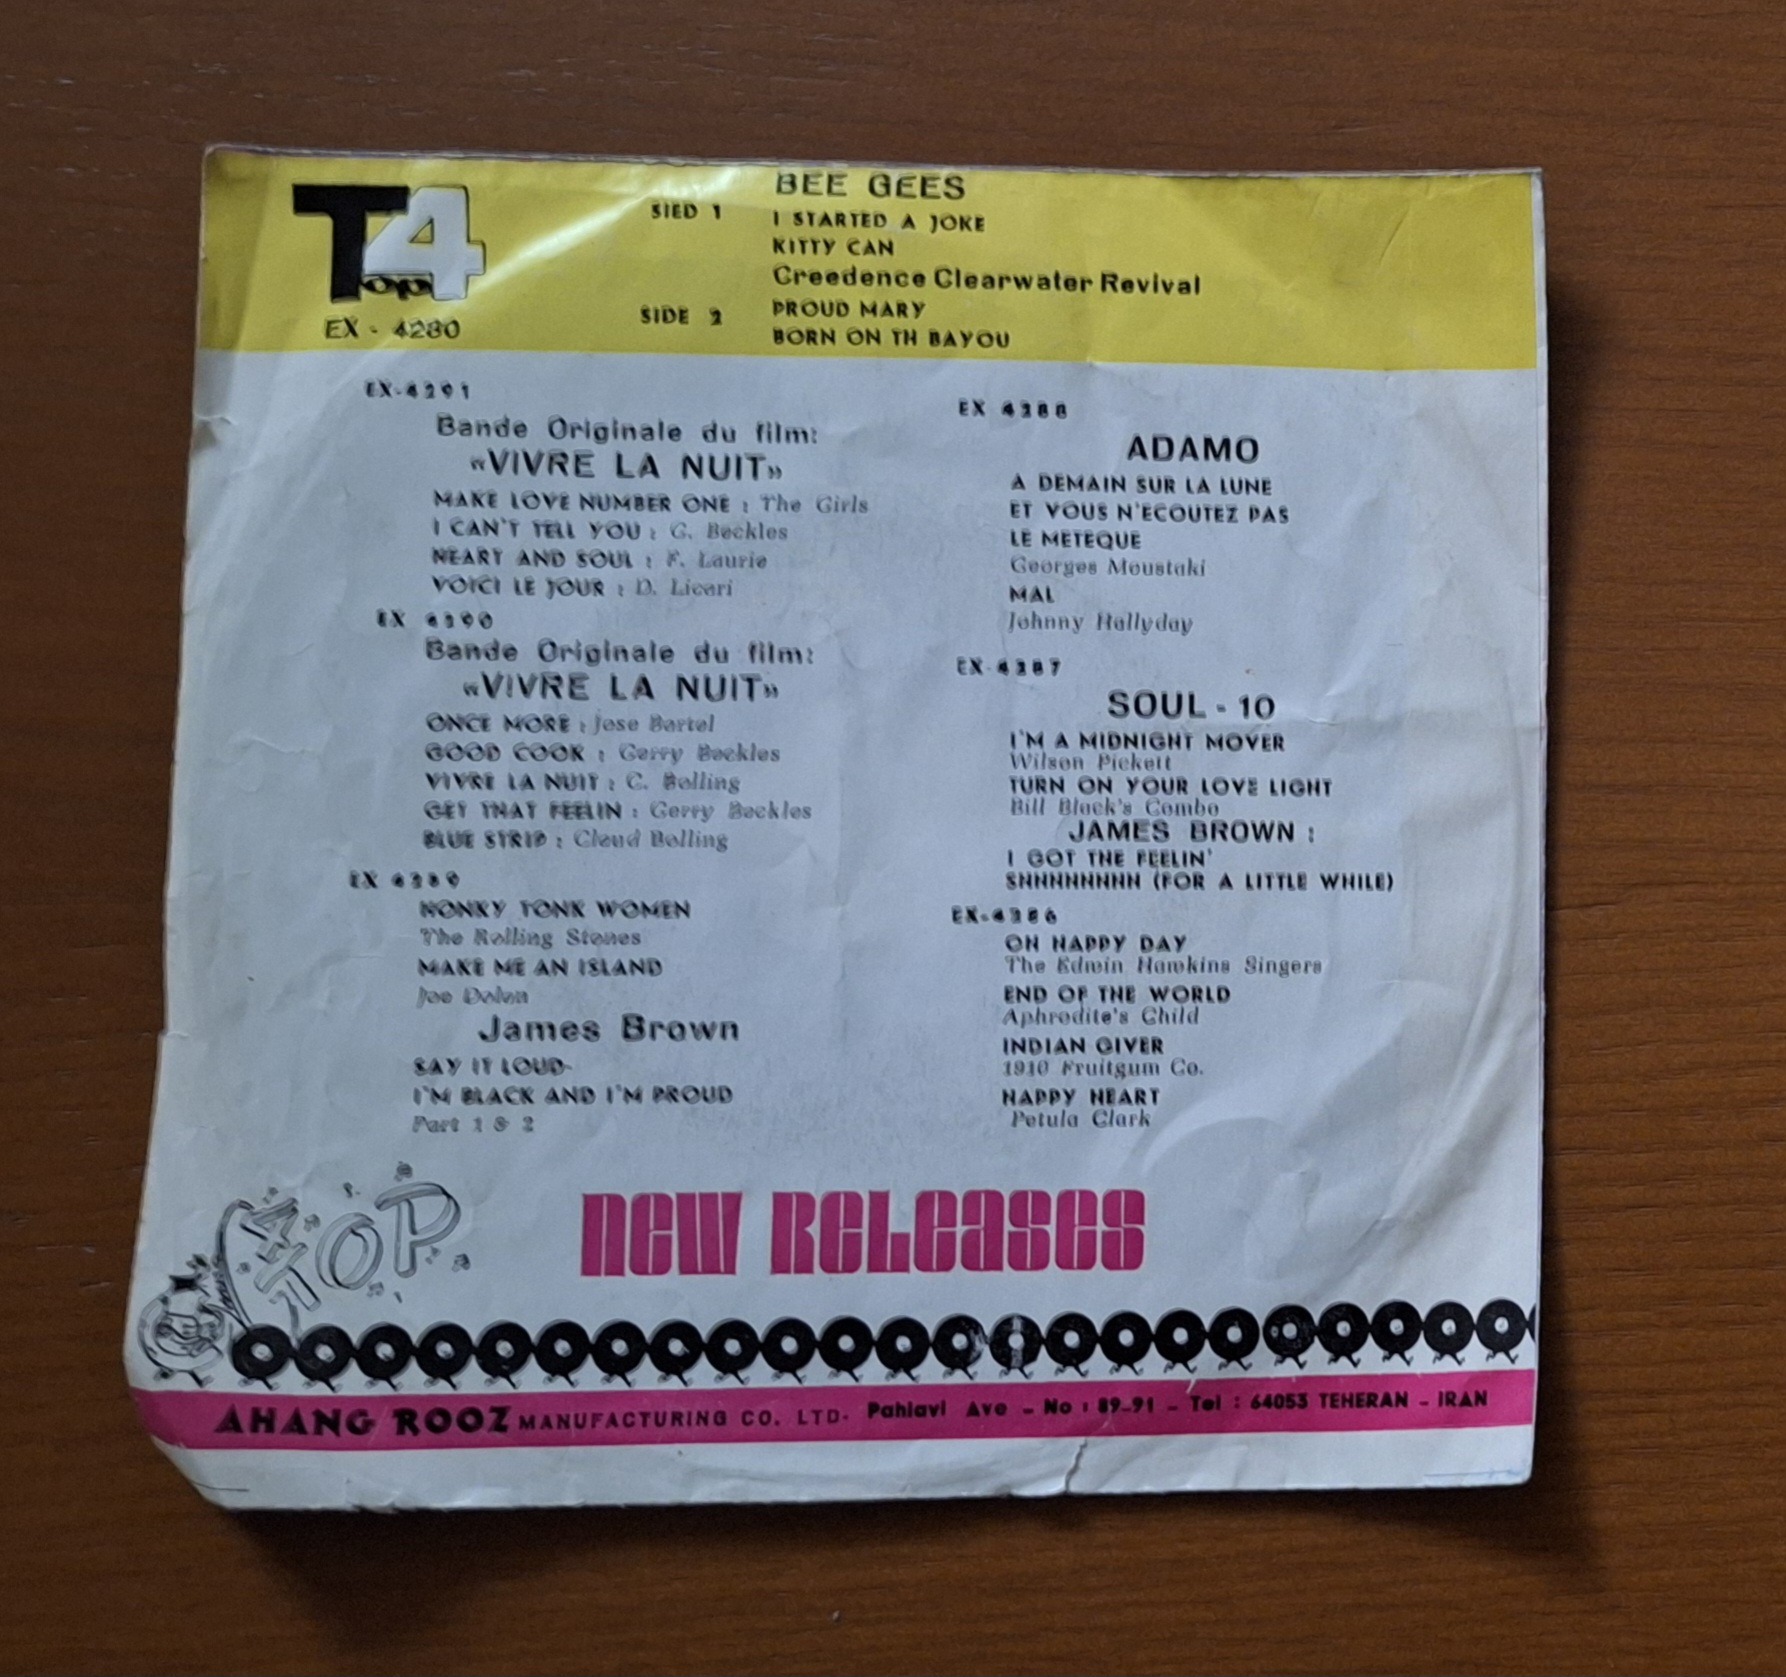 Top 4
EX - 4280
BEE GEES
SIED 1
I STARTED A JOKE
KITTY CAN
Creedence Clearwater Revival
SIDE 2
PROUD MARY
BORN ON TH BAYOU
EX-4291
Bande Originale du film:
«VIVRE LA NUIT»
MAKE LOVE NUMBER ONE : The Girls
I CAN'T TELL YOU : G. Beckles
HEART AND SOUL : F. Laurie
VOICI LE JOUR : D. Licari
EX 4290
Bande Originale du film:
«VIVRE LA NUIT»
ONCE MORE : Jose Bartel
GOOD COOK : Gerry Beckles
VIVRE LA NUIT : C. Bolling
GET THAT FEELIN : Gerry Beckles
BLUE STRIP : Cloud Bolling
EX 4289
HONKY TONK WOMEN
The Rolling Stones
MAKE ME AN ISLAND
Joe Dolan
James Brown
SAY IT LOUD-
I'M BLACK AND I'M PROUD
Part 1 & 2
EX 4288
ADAMO
A DEMAIN SUR LA LUNE
ET VOUS N'ECOUTEZ PAS
LE METEQUE
Georges Moustaki
MAL
Johnny Hallyday
EX-4287
SOUL - 10
I'M A MIDNIGHT MOVER
Wilson Pickett
TURN ON YOUR LOVE LIGHT
Bill Black's Combo
JAMES BROWN :
I GOT THE FEELIN'
SHHHHHHHH (FOR A LITTLE WHILE)
EX-4286
OH HAPPY DAY
The Edwin Hawkins Singers
END OF THE WORLD
Aphrodite's Child
INDIAN GIVER
1910 Fruitgum Co.
HAPPY HEART
Petula Clark
4 TOP
NEW RELEASES
AHANG ROOZ MANUFACTURING CO. LTD. Pahlavi Ave - No : 89-91 - Tel : 64053 TEHERAN - IRAN